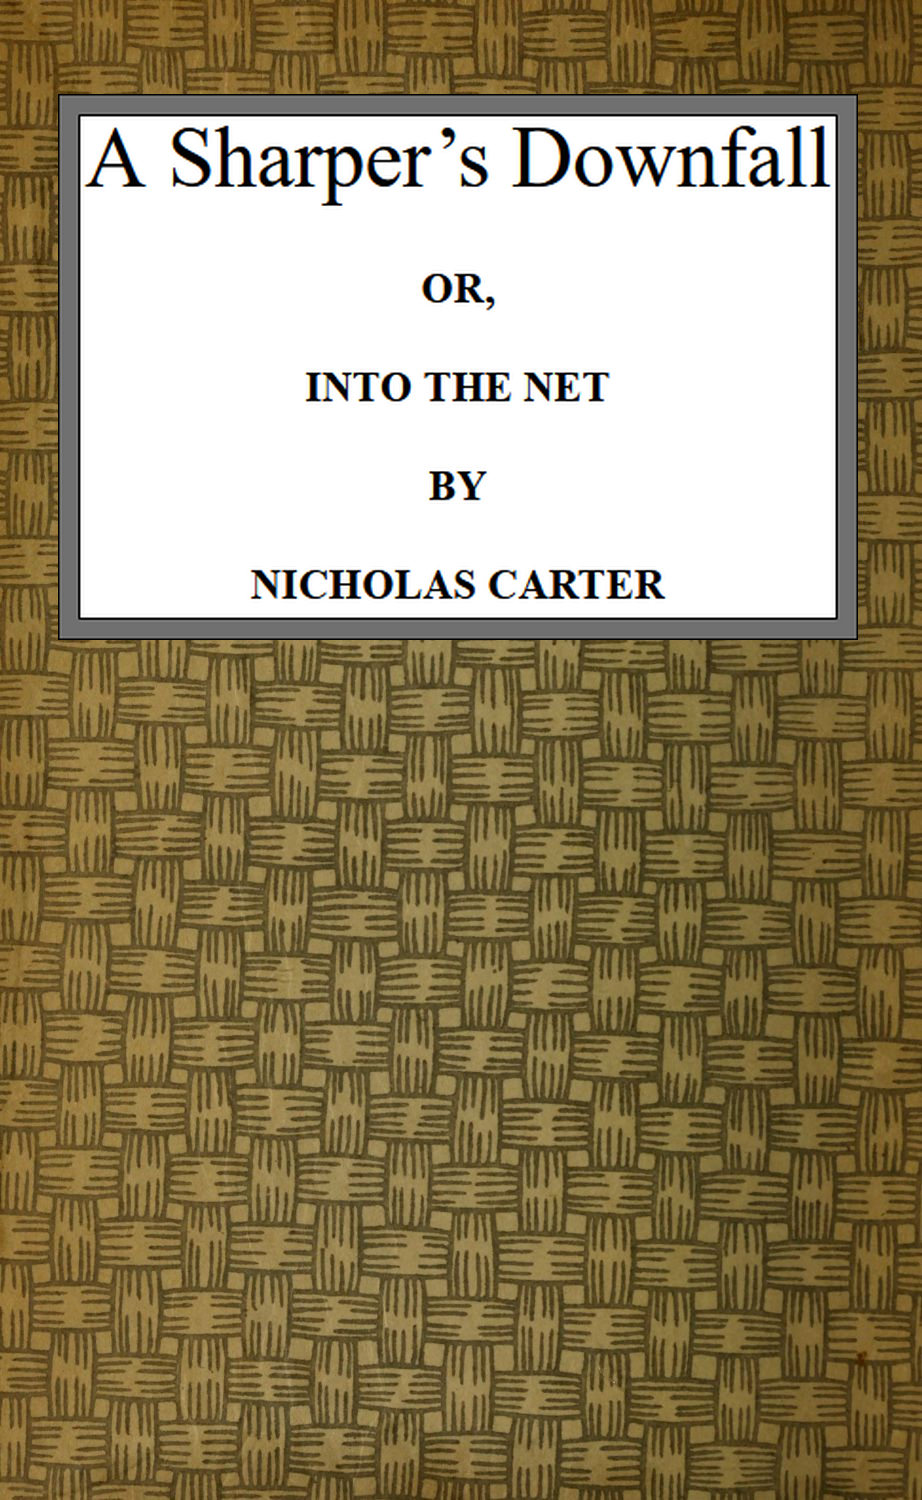 A Sharper’s Downfall
OR,
INTO THE NET
BY
NICHOLAS CARTER